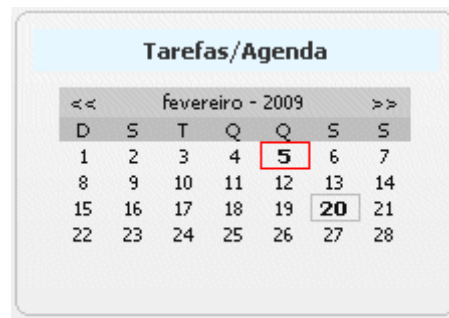 Tarefas/Agenda
<< fevereiro - 2009 >>
D S T Q Q S S
1 2 3 4 5 6 7
8 9 10 11 12 13 14
15 16 17 18 19 20 21
22 23 24 25 26 27 28